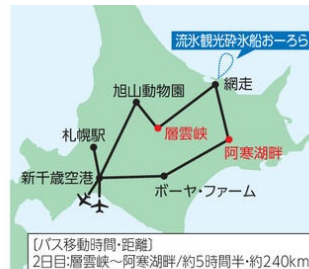 流氷観光砕氷船おーろら
網走
旭山動物園
層雲峡
札幌駅
阿寒湖畔
新千歳空港
ボーヤ・ファーム
[バス移動時間・距離]
2日目:層雲峡～阿寒湖畔/約5時間半・約240km